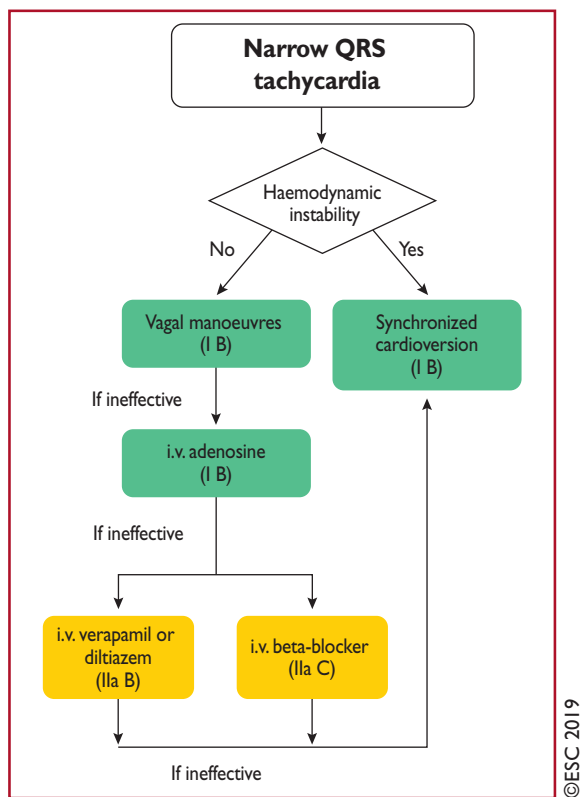 Narrow QRS
tachycardia
Haemodynamic
instability
No
Yes
Vagal manoeuvres
(I B)
Synchronized
cardioversion
(I B)
If ineffective
i.v. adenosine
(I B)
If ineffective
i.v. verapamil or
diltiazem
(IIa B)
i.v. beta-blocker
(IIa C)
If ineffective
©ESC 2019